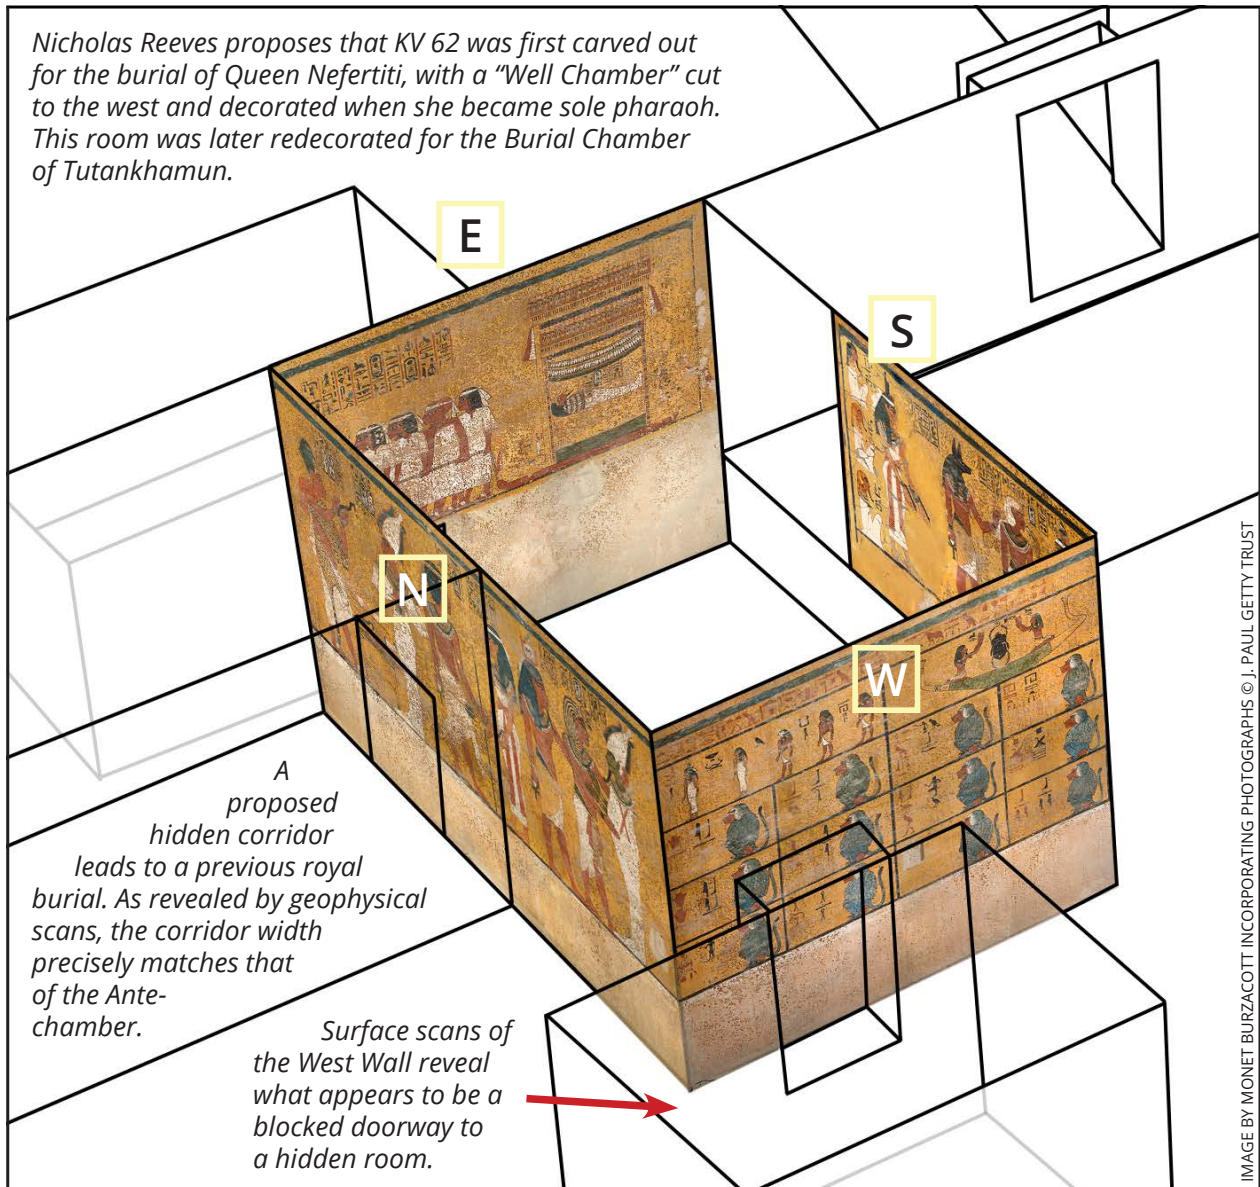 Nicholas Reeves proposes that KV 62 was first carved out
for the burial of Queen Nefertiti, with a “Well Chamber” cut
to the west and decorated when she became sole pharaoh.
This room was later redecorated for the Burial Chamber
of Tutankhamun.
E
S
N
W
A
proposed
hidden corridor
leads to a previous royal
burial. As revealed by geophysical
scans, the corridor width
precisely matches that
of the Ante-
chamber.
Surface scans of
the West Wall reveal
what appears to be a
blocked doorway to
a hidden room.
IMAGE BY MONET BURZACOTT INCORPORATING PHOTOGRAPHS © J. PAUL GETTY TRUST